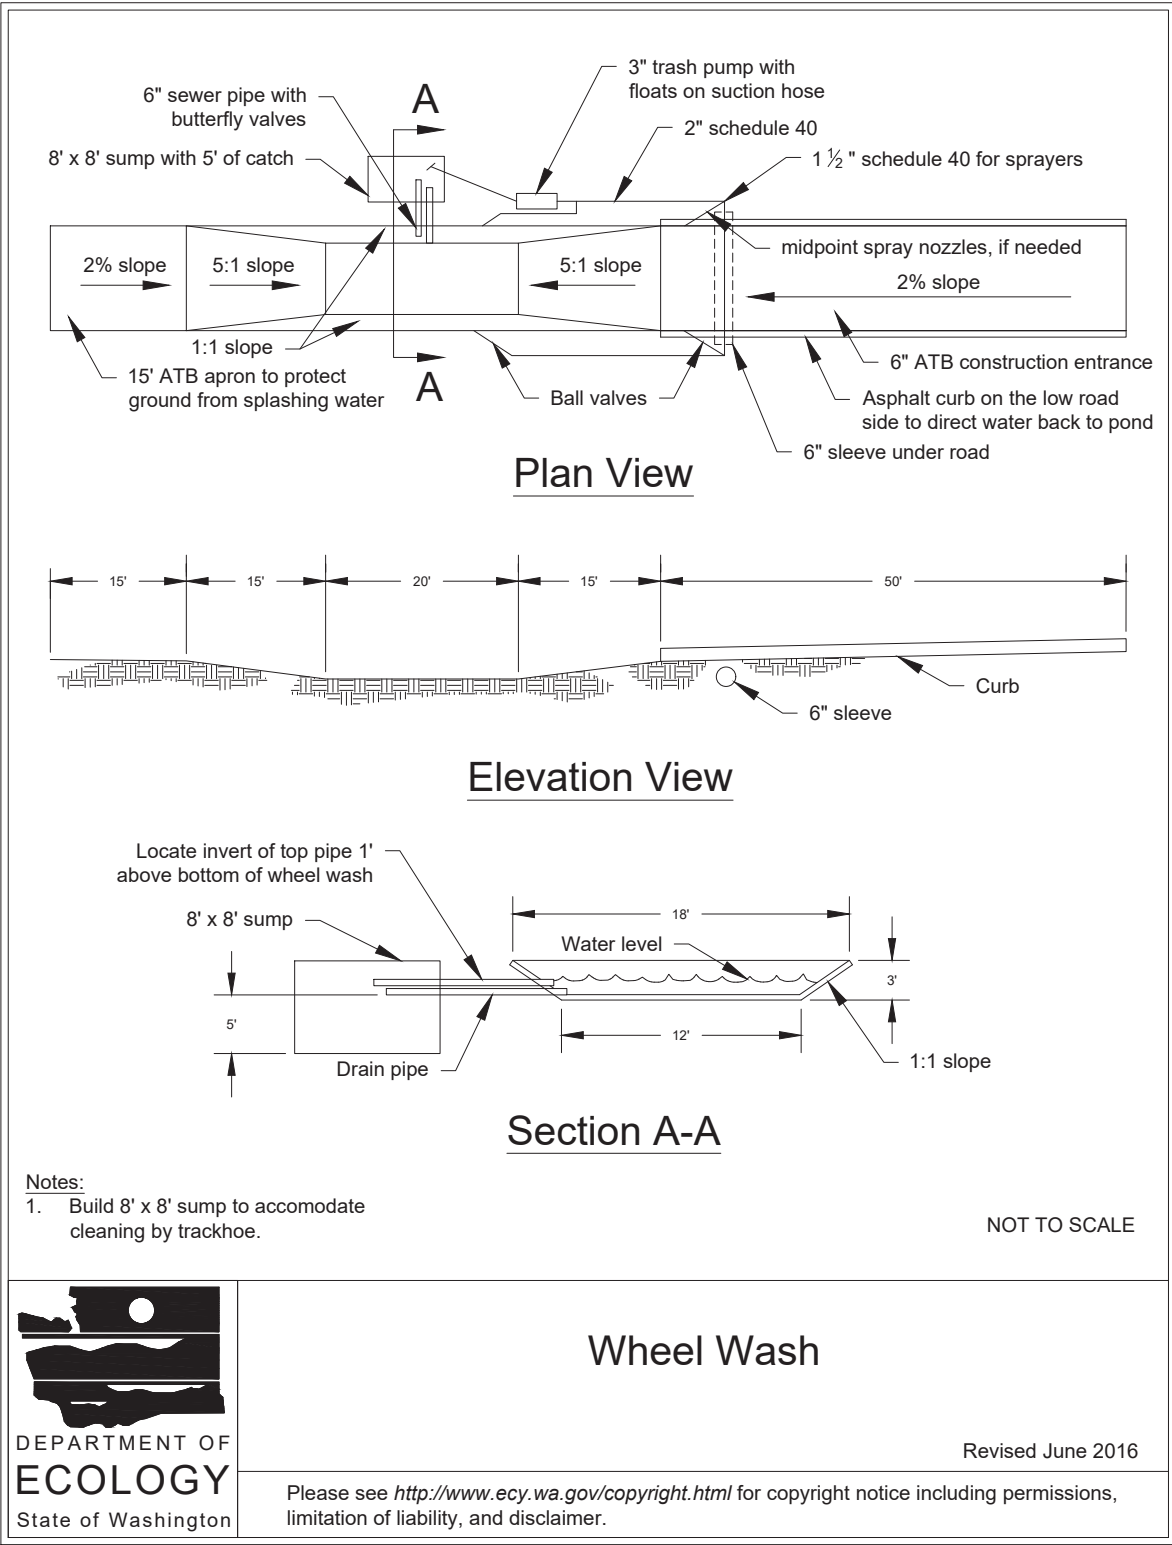 3" trash pump with
floats on suction hose
6" sewer pipe with
butterfly valves
A
2" schedule 40
8' x 8' sump with 5' of catch
1 ½ " schedule 40 for sprayers
midpoint spray nozzles, if needed
2% slope
5:1 slope
5:1 slope
2% slope
1:1 slope
6" ATB construction entrance
15' ATB apron to protect
ground from splashing water
A
Ball valves
Asphalt curb on the low road
side to direct water back to pond
6" sleeve under road
Plan View
15'
15'
20'
15'
50'
Curb
6" sleeve
Elevation View
Locate invert of top pipe 1'
above bottom of wheel wash
8' x 8' sump
18'
Water level
3'
5'
12'
Drain pipe
1:1 slope
Section A-A
Notes:
1. Build 8' x 8' sump to accomodate
cleaning by trackhoe.
NOT TO SCALE
DEPARTMENT OF
ECOLOGY
State of Washington
Wheel Wash
Revised June 2016
Please see http://www.ecy.wa.gov/copyright.html for copyright notice including permissions,
limitation of liability, and disclaimer.